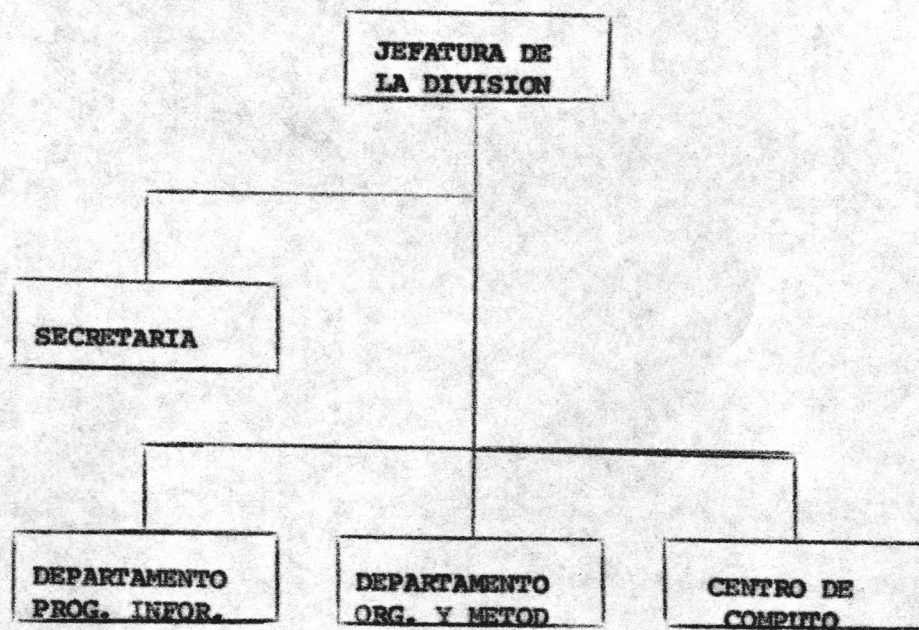 JEFATURA DE
LA DIVISION
SECRETARIA
DEPARTAMENTO
PROG. INFOR.
DEPARTAMENTO
ORG. Y METOD
CENTRO DE
COMPUTO